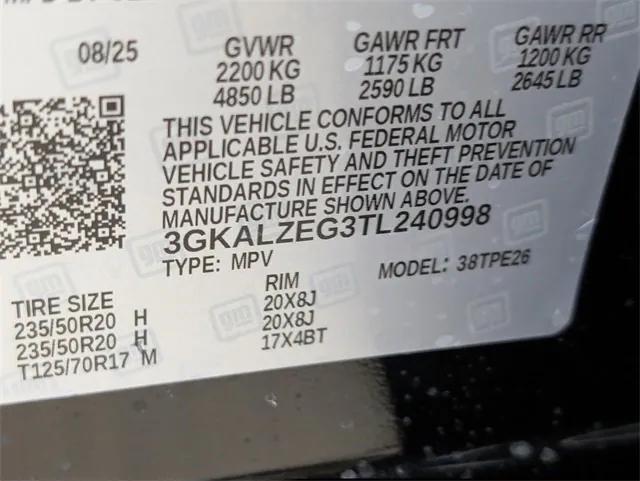 08/25 GVWR GAWR FRT GAWR RR
2200 KG 1175 KG 1200 KG
4850 LB 2590 LB 2645 LB
THIS VEHICLE CONFORMS TO ALL
APPLICABLE U.S. FEDERAL MOTOR
VEHICLE SAFETY AND THEFT PREVENTION
STANDARDS IN EFFECT ON THE DATE OF
MANUFACTURE SHOWN ABOVE.
3GKALZEG3TL240998
TYPE: MPV MODEL: 38TPE26
TIRE SIZE RIM
235/50R20 H 20X8J
235/50R20 H 20X8J
T125/70R17 M 17X4BT
gm